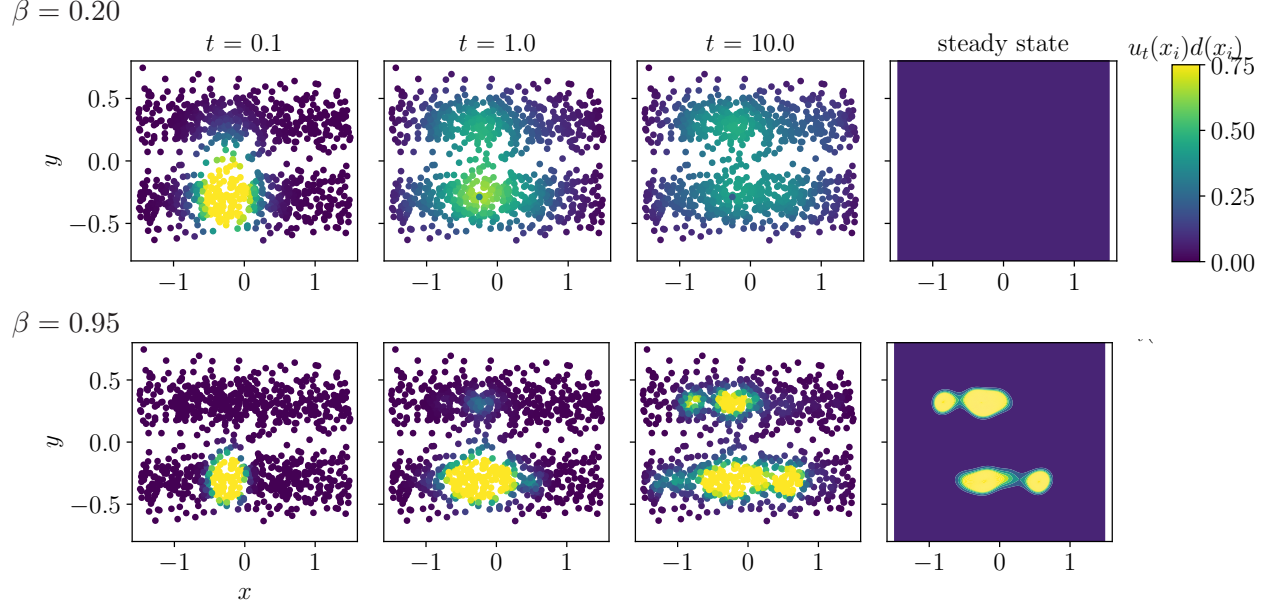 β = 0.20
t = 0.1
t = 1.0
t = 10.0
steady state
u_t(x_i)d(x_i)
0.5
0.0
−0.5
y
−1 0 1
−1 0 1
−1 0 1
−1 0 1
0.75
0.50
0.25
0.00
β = 0.95
0.5
0.0
−0.5
y
−1 0 1
−1 0 1
−1 0 1
−1 0 1
x